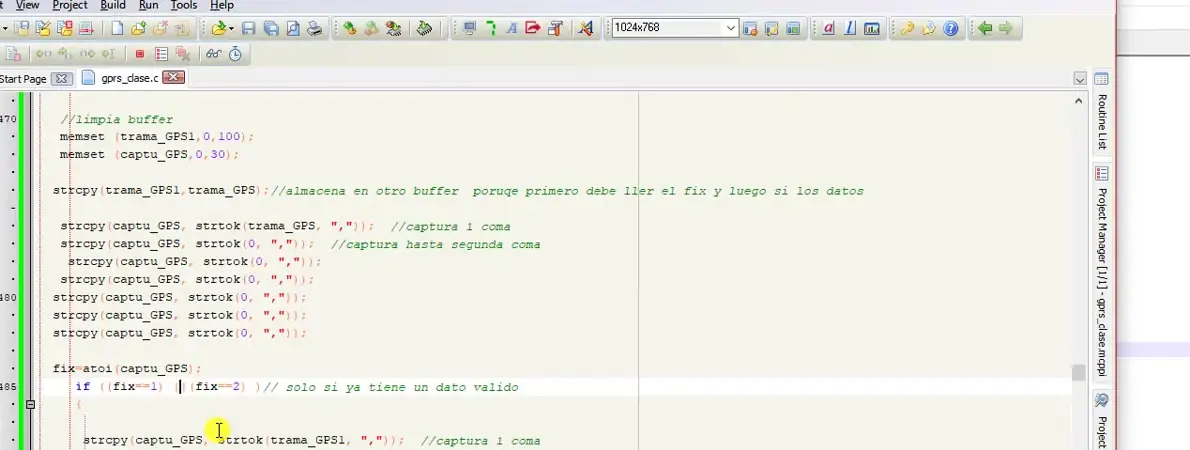 View Project Build Run Tools Help
1024x768
Start Page gprs_clase.c
470 //limpia buffer
memset (trama_GPS1,0,100);
memset (captu_GPS,0,30);
strcpy(trama_GPS1,trama_GPS);//almacena en otro buffer poruqe primero debe ller el fix y luego si los datos
strcpy(captu_GPS, strtok(trama_GPS, ",")); //captura 1 coma
strcpy(captu_GPS, strtok(0, ",")); //captura hasta segunda coma
strcpy(captu_GPS, strtok(0, ","));
strcpy(captu_GPS, strtok(0, ","));
480 strcpy(captu_GPS, strtok(0, ","));
strcpy(captu_GPS, strtok(0, ","));
strcpy(captu_GPS, strtok(0, ","));
fix=atoi(captu_GPS);
485 if ((fix==1) ||(fix==2) )// solo si ya tiene un dato valido
{
strcpy(captu_GPS, strtok(trama_GPS1, ",")); //captura 1 coma
Routine List
Project Manager [1/1] - gprs_clase.mcppi
Project